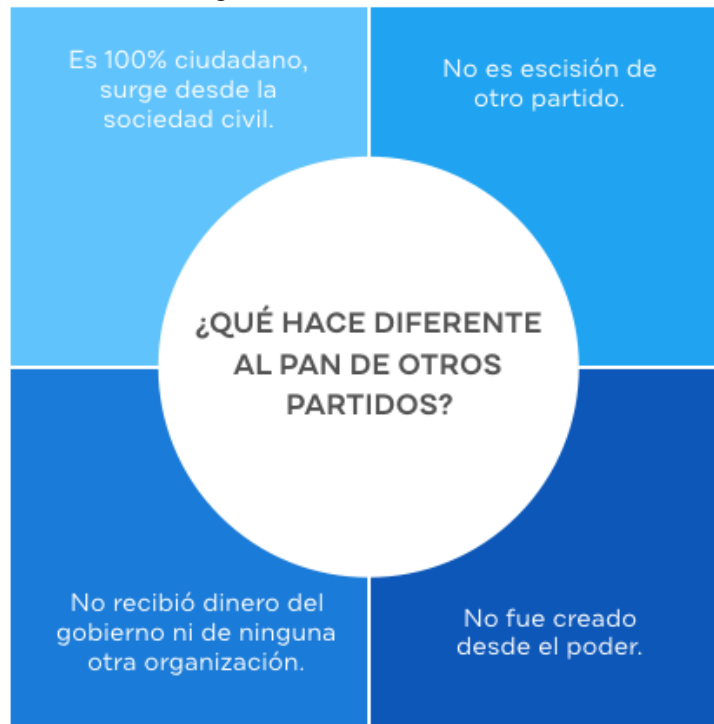 Es 100% ciudadano,
surge desde la
sociedad civil.
No es escisión de
otro partido.
¿QUÉ HACE DIFERENTE
AL PAN DE OTROS
PARTIDOS?
No recibió dinero del
gobierno ni de ninguna
otra organización.
No fue creado
desde el poder.